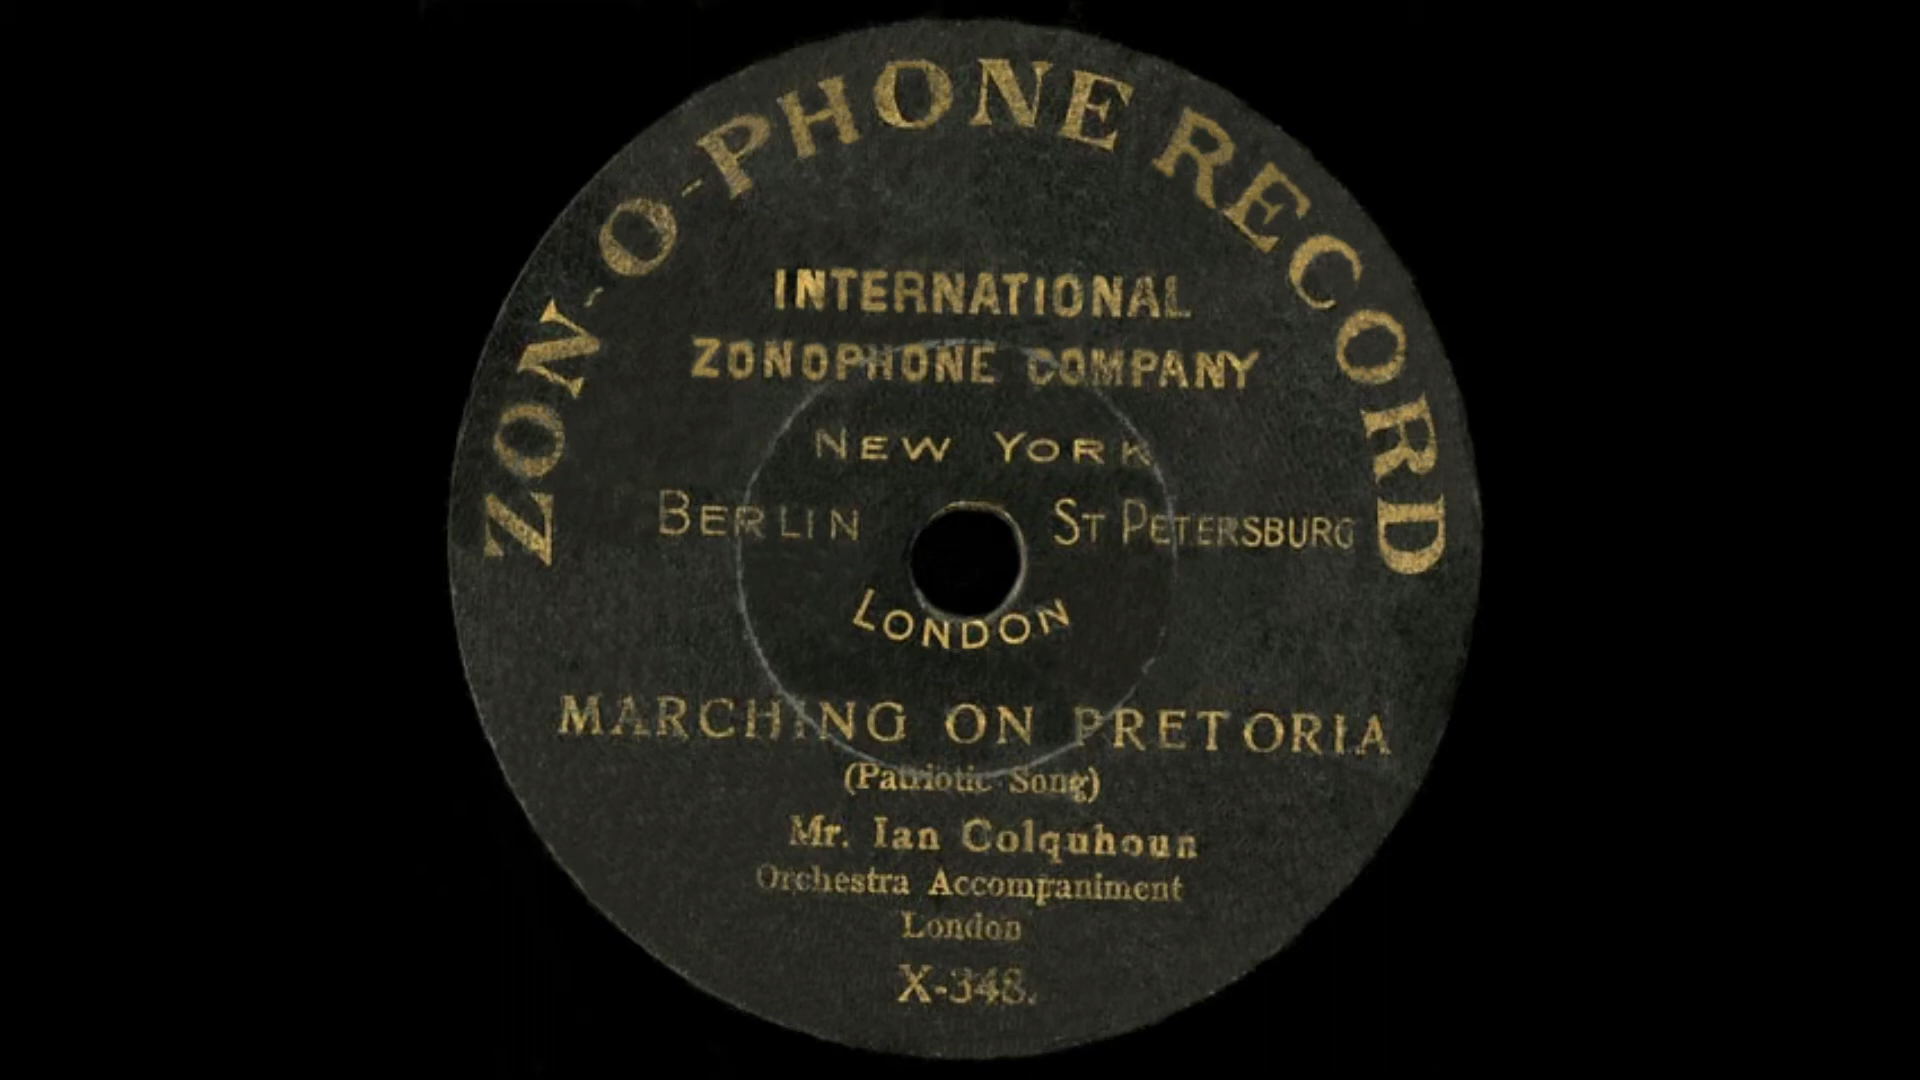 ZON-O-PHONE RECORD
INTERNATIONAL
ZONOPHONE COMPANY
NEW YORK
BERLIN ST PETERSBURG
LONDON
MARCHING ON PRETORIA
(Patriotic Song)
Mr. Ian Colquhoun
Orchestra Accompaniment
London
X-348.